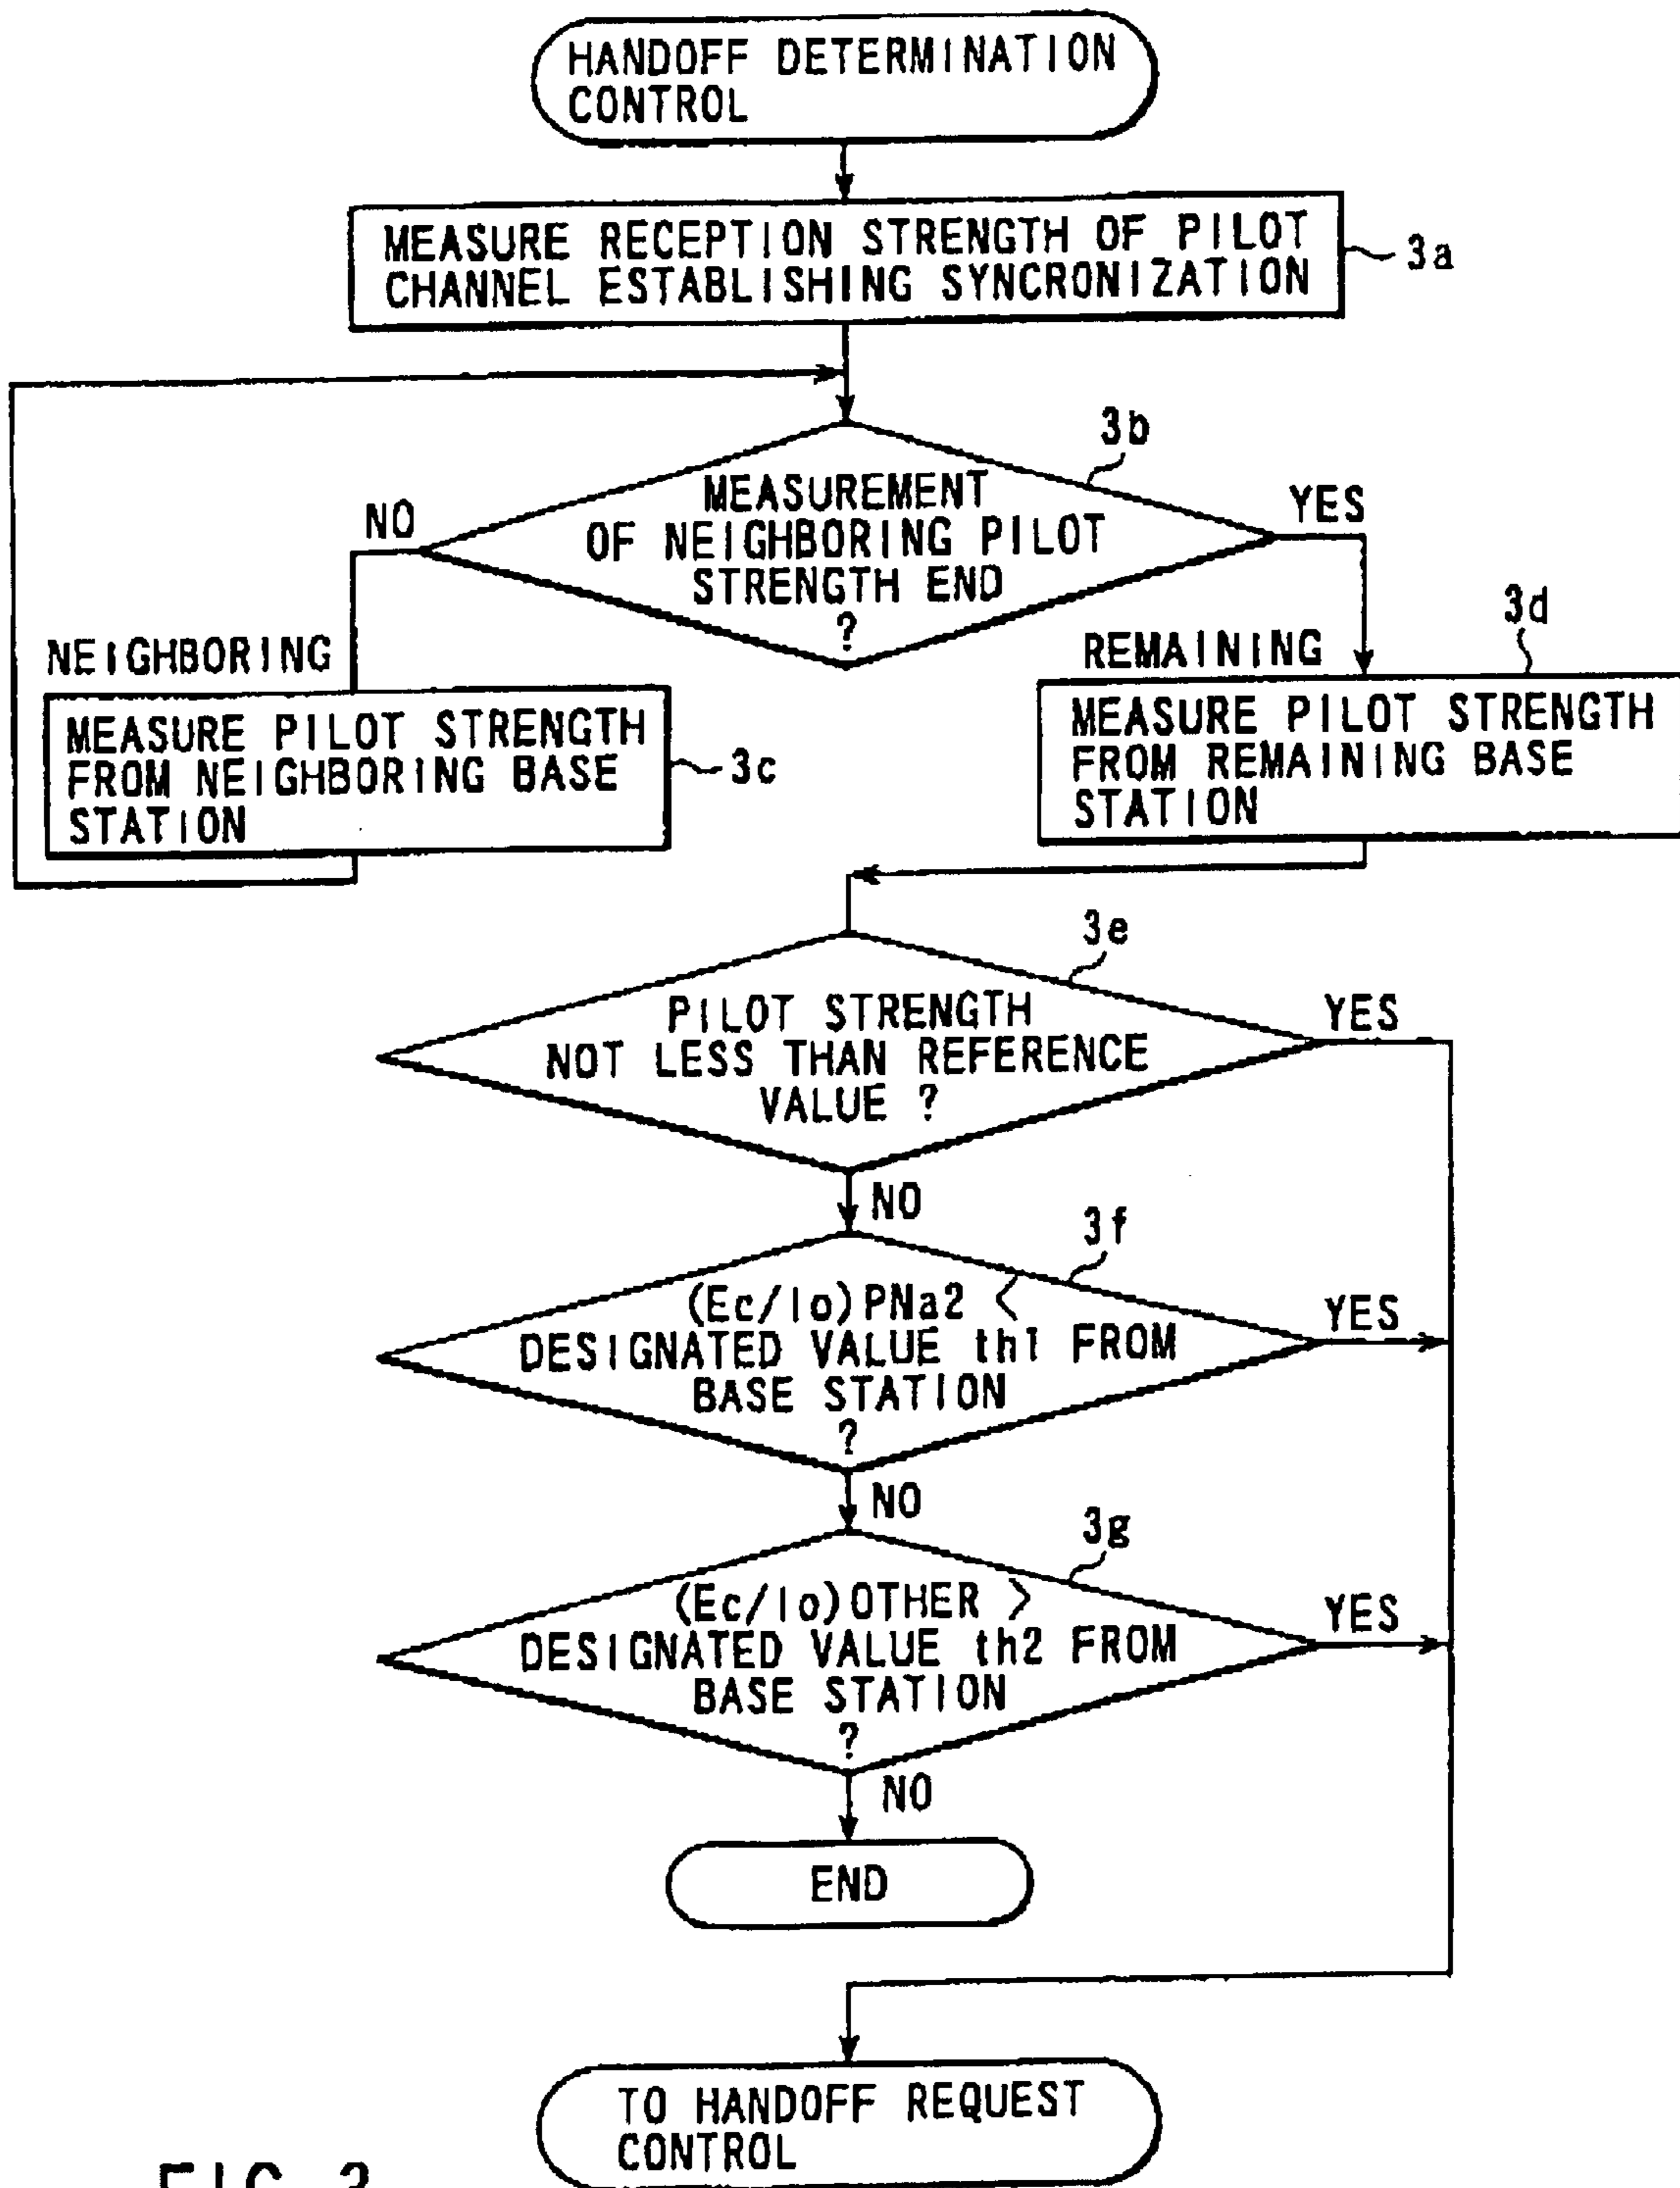 HANDOFF DETERMINATION
CONTROL
MEASURE RECEPTION STRENGTH OF PILOT
CHANNEL ESTABLISHING SYNCRONIZATION
3a
3b
MEASUREMENT
OF NEIGHBORING PILOT
STRENGTH END
?
NO
YES
NEIGHBORING
MEASURE PILOT STRENGTH
FROM NEIGHBORING BASE
STATION
3c
REMAINING
3d
MEASURE PILOT STRENGTH
FROM REMAINING BASE
STATION
3e
PILOT STRENGTH
NOT LESS THAN REFERENCE
VALUE ?
YES
NO
3f
(Ec/Io)PNa2 <
DESIGNATED VALUE th1 FROM
BASE STATION
?
YES
NO
3g
(Ec/Io)OTHER >
DESIGNATED VALUE th2 FROM
BASE STATION
?
YES
NO
END
TO HANDOFF REQUEST
CONTROL